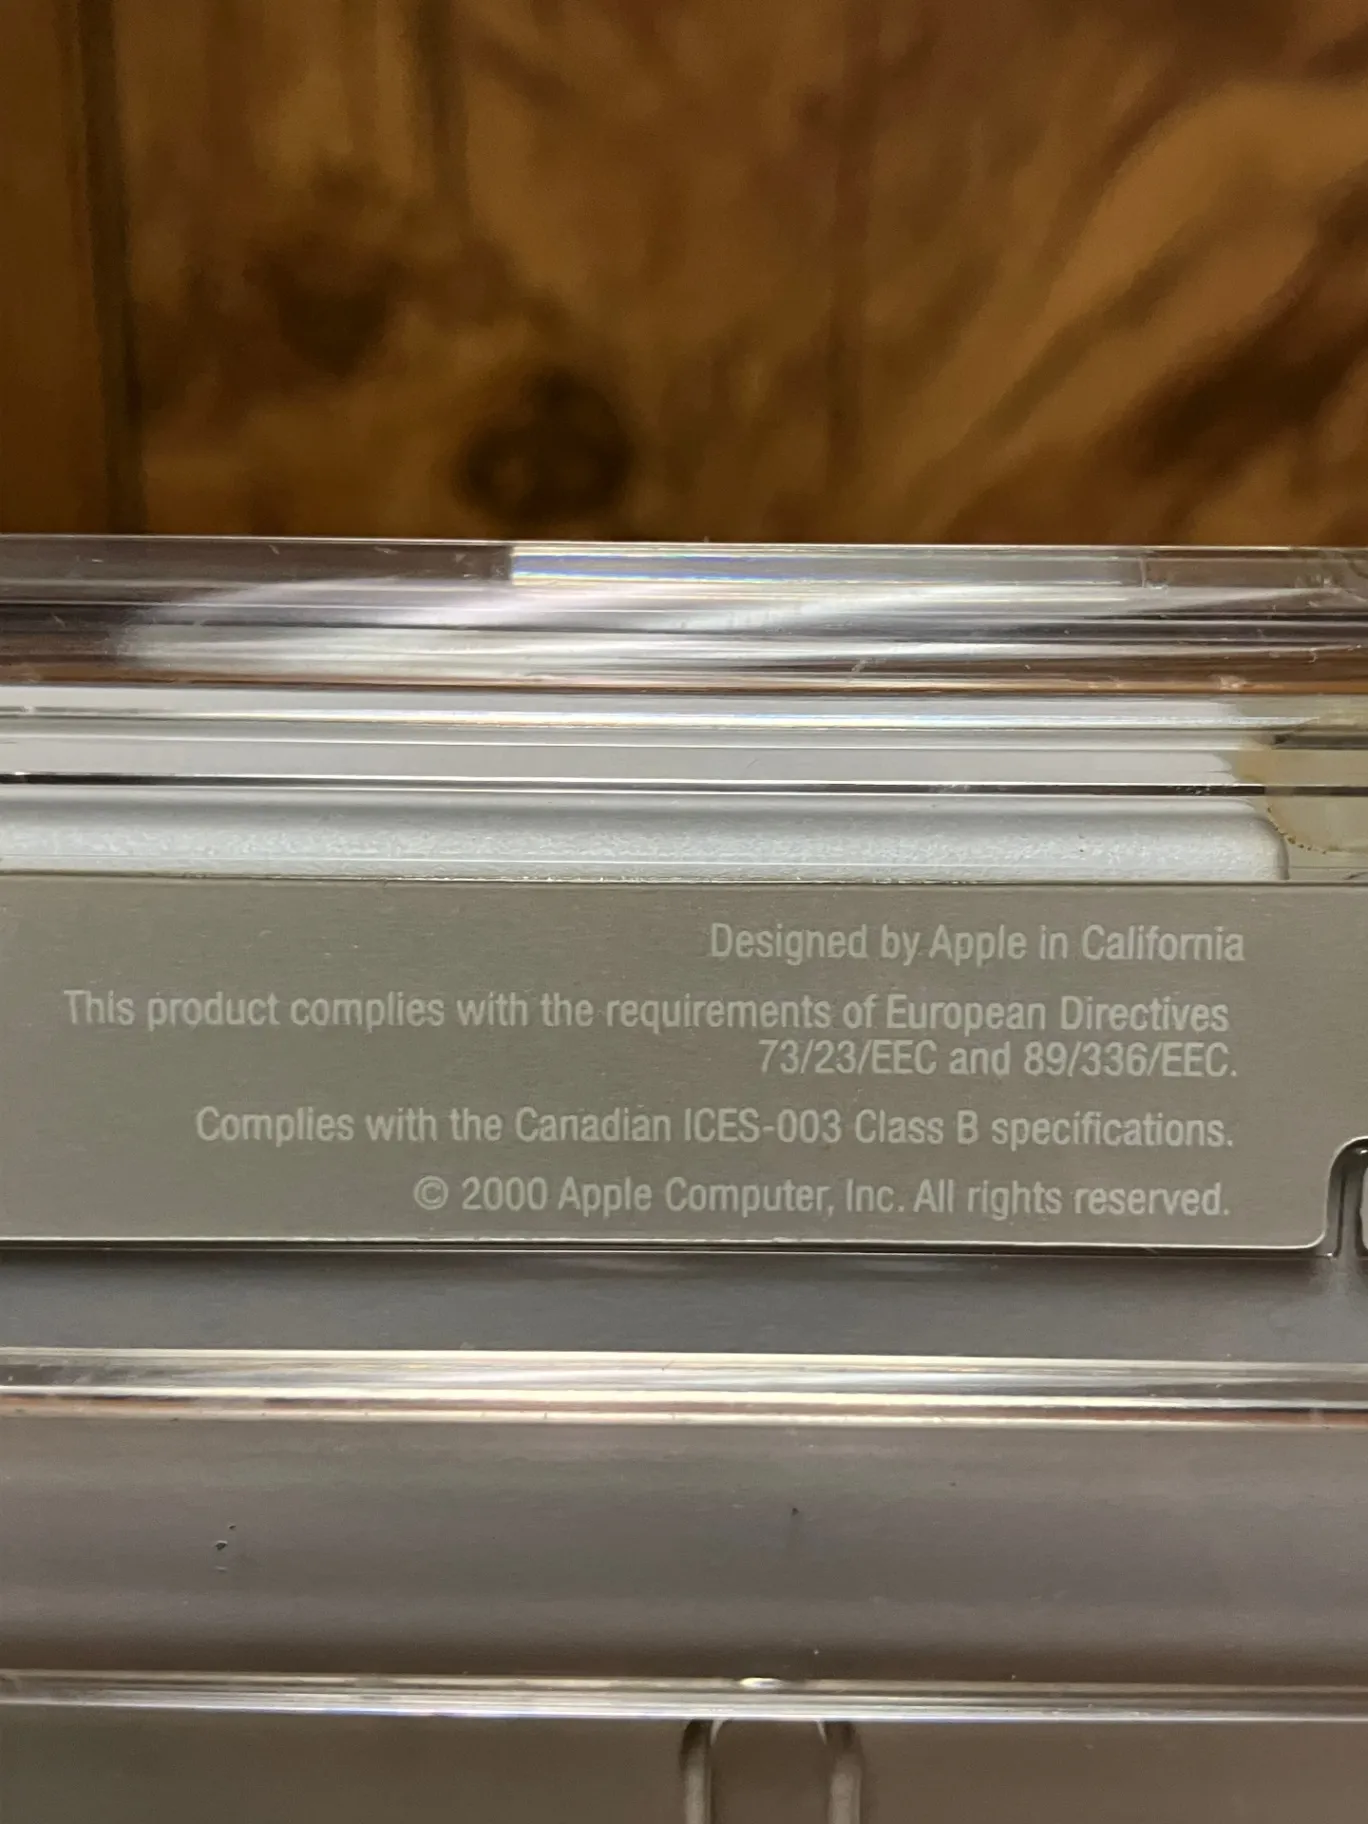 Designed by Apple in California
This product complies with the requirements of European Directives
73/23/EEC and 89/336/EEC.
Complies with the Canadian ICES-003 Class B specifications.
© 2000 Apple Computer, Inc. All rights reserved.